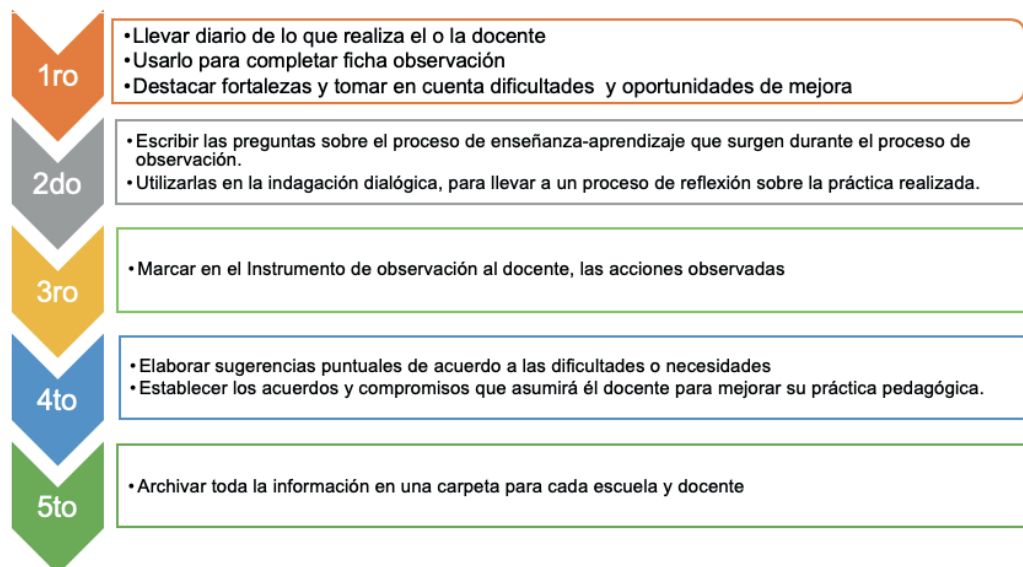 1ro
•Llevar diario de lo que realiza el o la docente
•Usarlo para completar ficha observación
•Destacar fortalezas y tomar en cuenta dificultades  y oportunidades de mejora
2do
•Escribir las preguntas sobre el proceso de enseñanza-aprendizaje que surgen durante el proceso de
observación.
•Utilizarlas en la indagación dialógica, para llevar a un proceso de reflexión sobre la práctica realizada.
3ro
•Marcar en el Instrumento de observación al docente, las acciones observadas
4to
•Elaborar sugerencias puntuales de acuerdo a las dificultades o necesidades
•Establecer los acuerdos y compromisos que asumirá él docente para mejorar su práctica pedagógica.
5to
•Archivar toda la información en una carpeta para cada escuela y docente